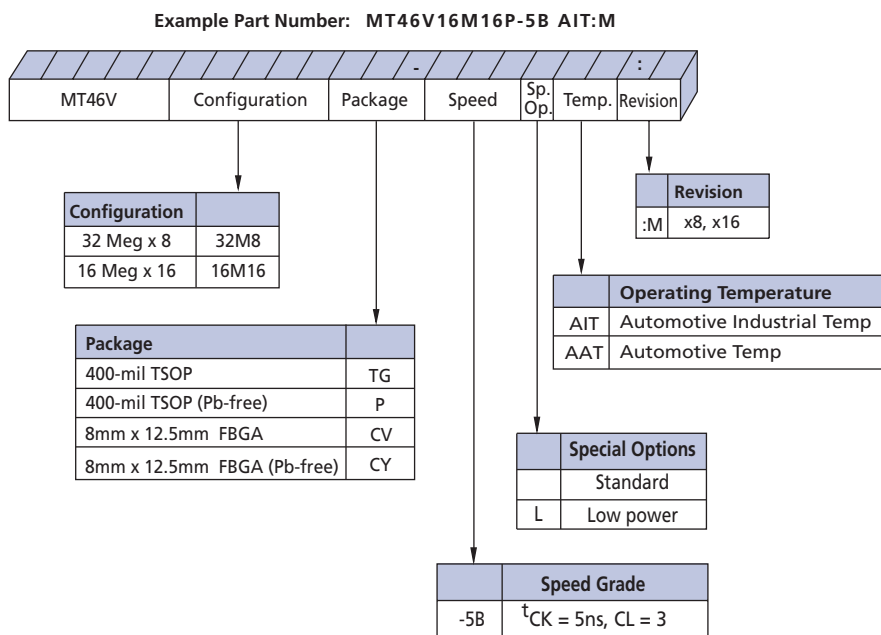 Example Part Number: MT46V16M16P-5B AIT:M
- :
MT46V Configuration Package Speed Sp. Op. Temp. Revision
Configuration
32 Meg x 8 32M8
16 Meg x 16 16M16
Revision
:M x8, x16
Operating Temperature
AIT Automotive Industrial Temp
AAT Automotive Temp
Package
400-mil TSOP TG
400-mil TSOP (Pb-free) P
8mm x 12.5mm FBGA CV
8mm x 12.5mm FBGA (Pb-free) CY
Special Options
Standard
L Low power
Speed Grade
-5B tCK = 5ns, CL = 3